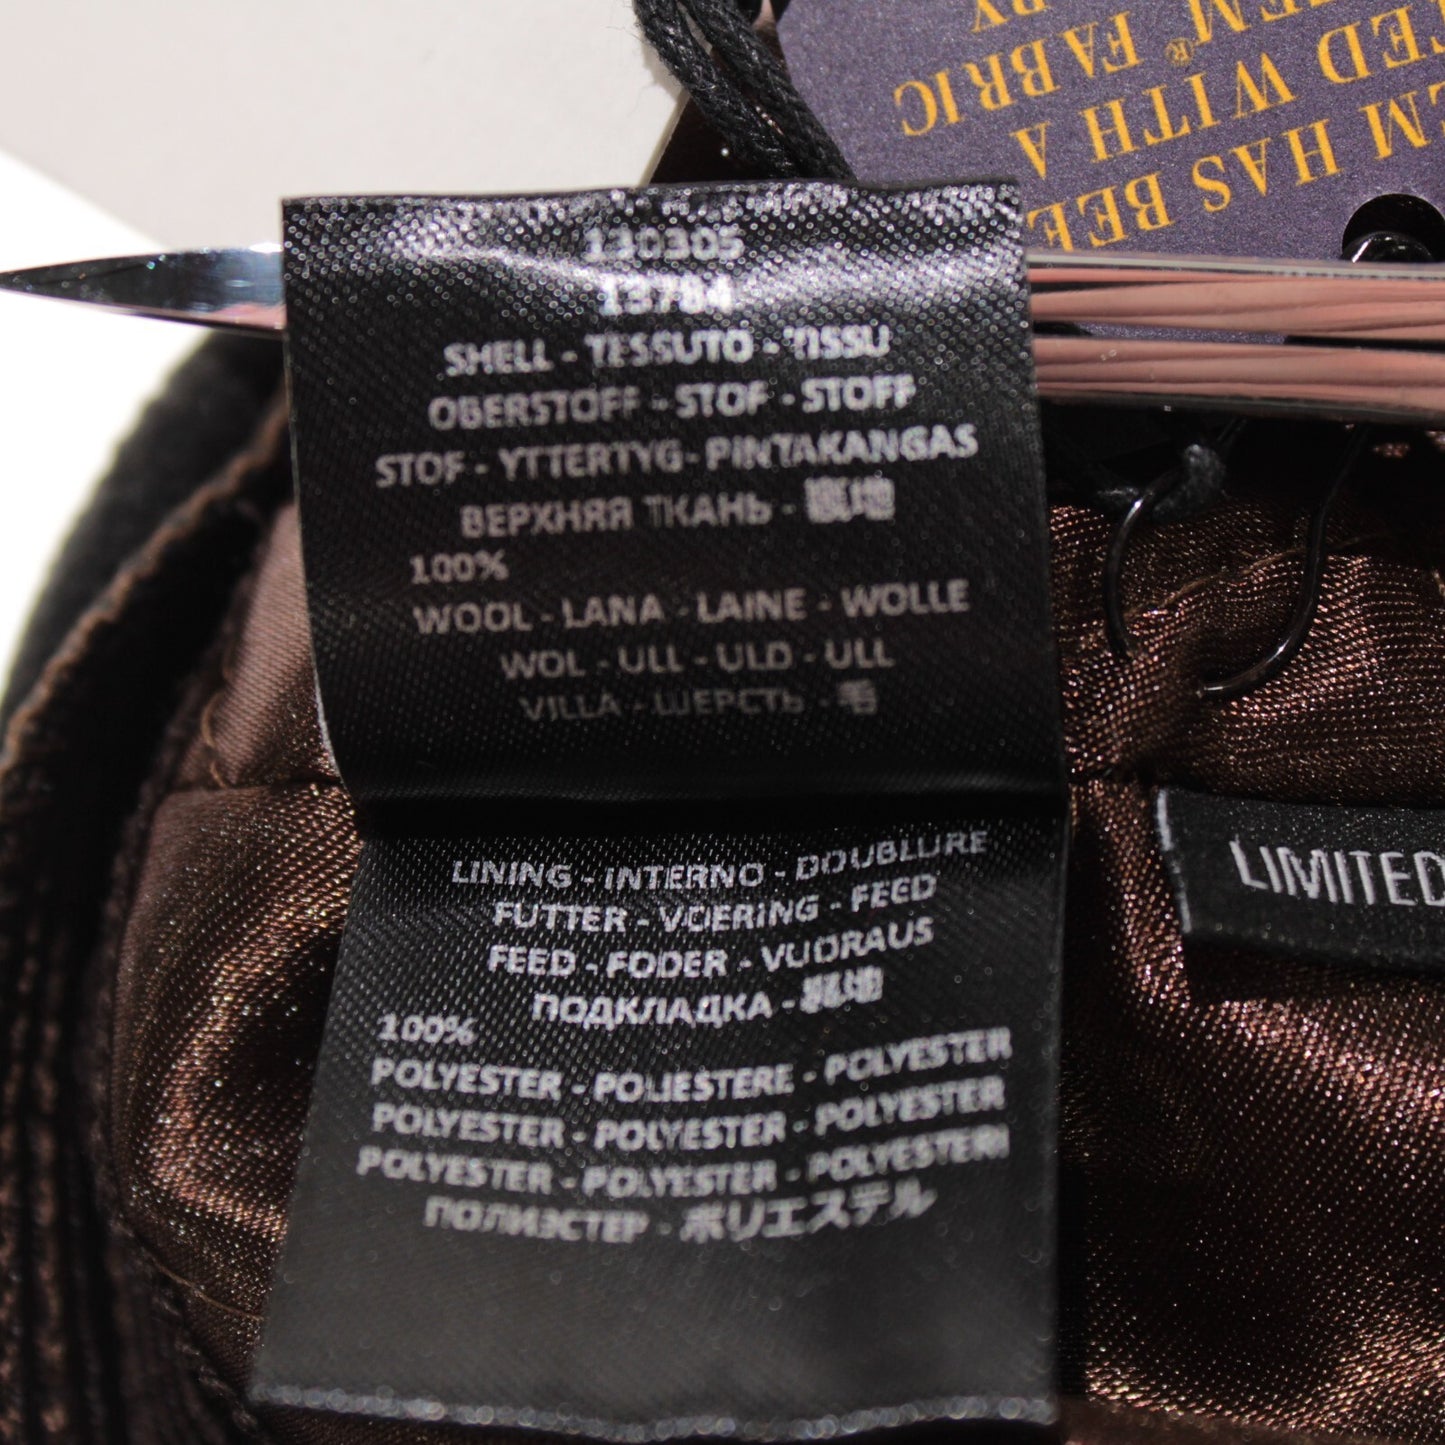 130305
13784
SHELL - TESSUTO - TISSU
OBERSTOFF - STOF - STOFF
STOF - YTTERTYG- PINTAKANGAS
ВЕРХНЯЯ ТКАНЬ -
100%
WOOL - LANA - LAINE - WOLLE
WOL - ULL - ULD - ULL
VILLA - ШЕРСТЬ - 毛
LINING - INTERNO - DOUBLURE
FUTTER - VOERING - FEED
FEED - FODER - VUORAUS
ПОДКЛАДКА -
100%
POLYESTER - POLIESTERE - POLYESTER
POLYESTER - POLYESTER - POLYESTER
POLYESTER - POLYESTER - POLYESTERI
ПОЛИЭСТЕР - ポリエステル
LIMITED
HAS BEE
WITH A
FABRIC
BY